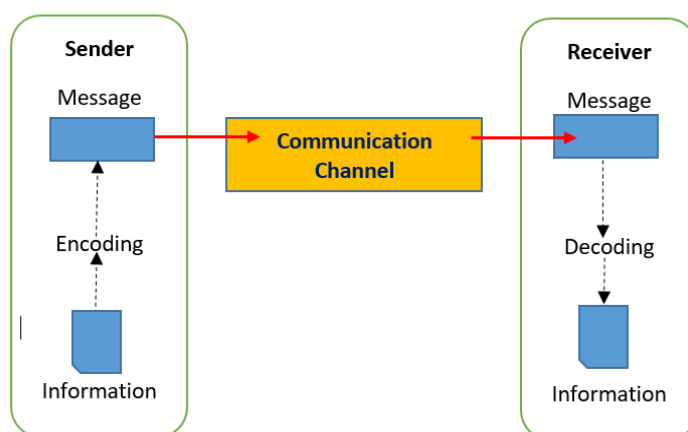 Sender
Message
Encoding
Information
Communication
Channel
Receiver
Message
Decoding
Information